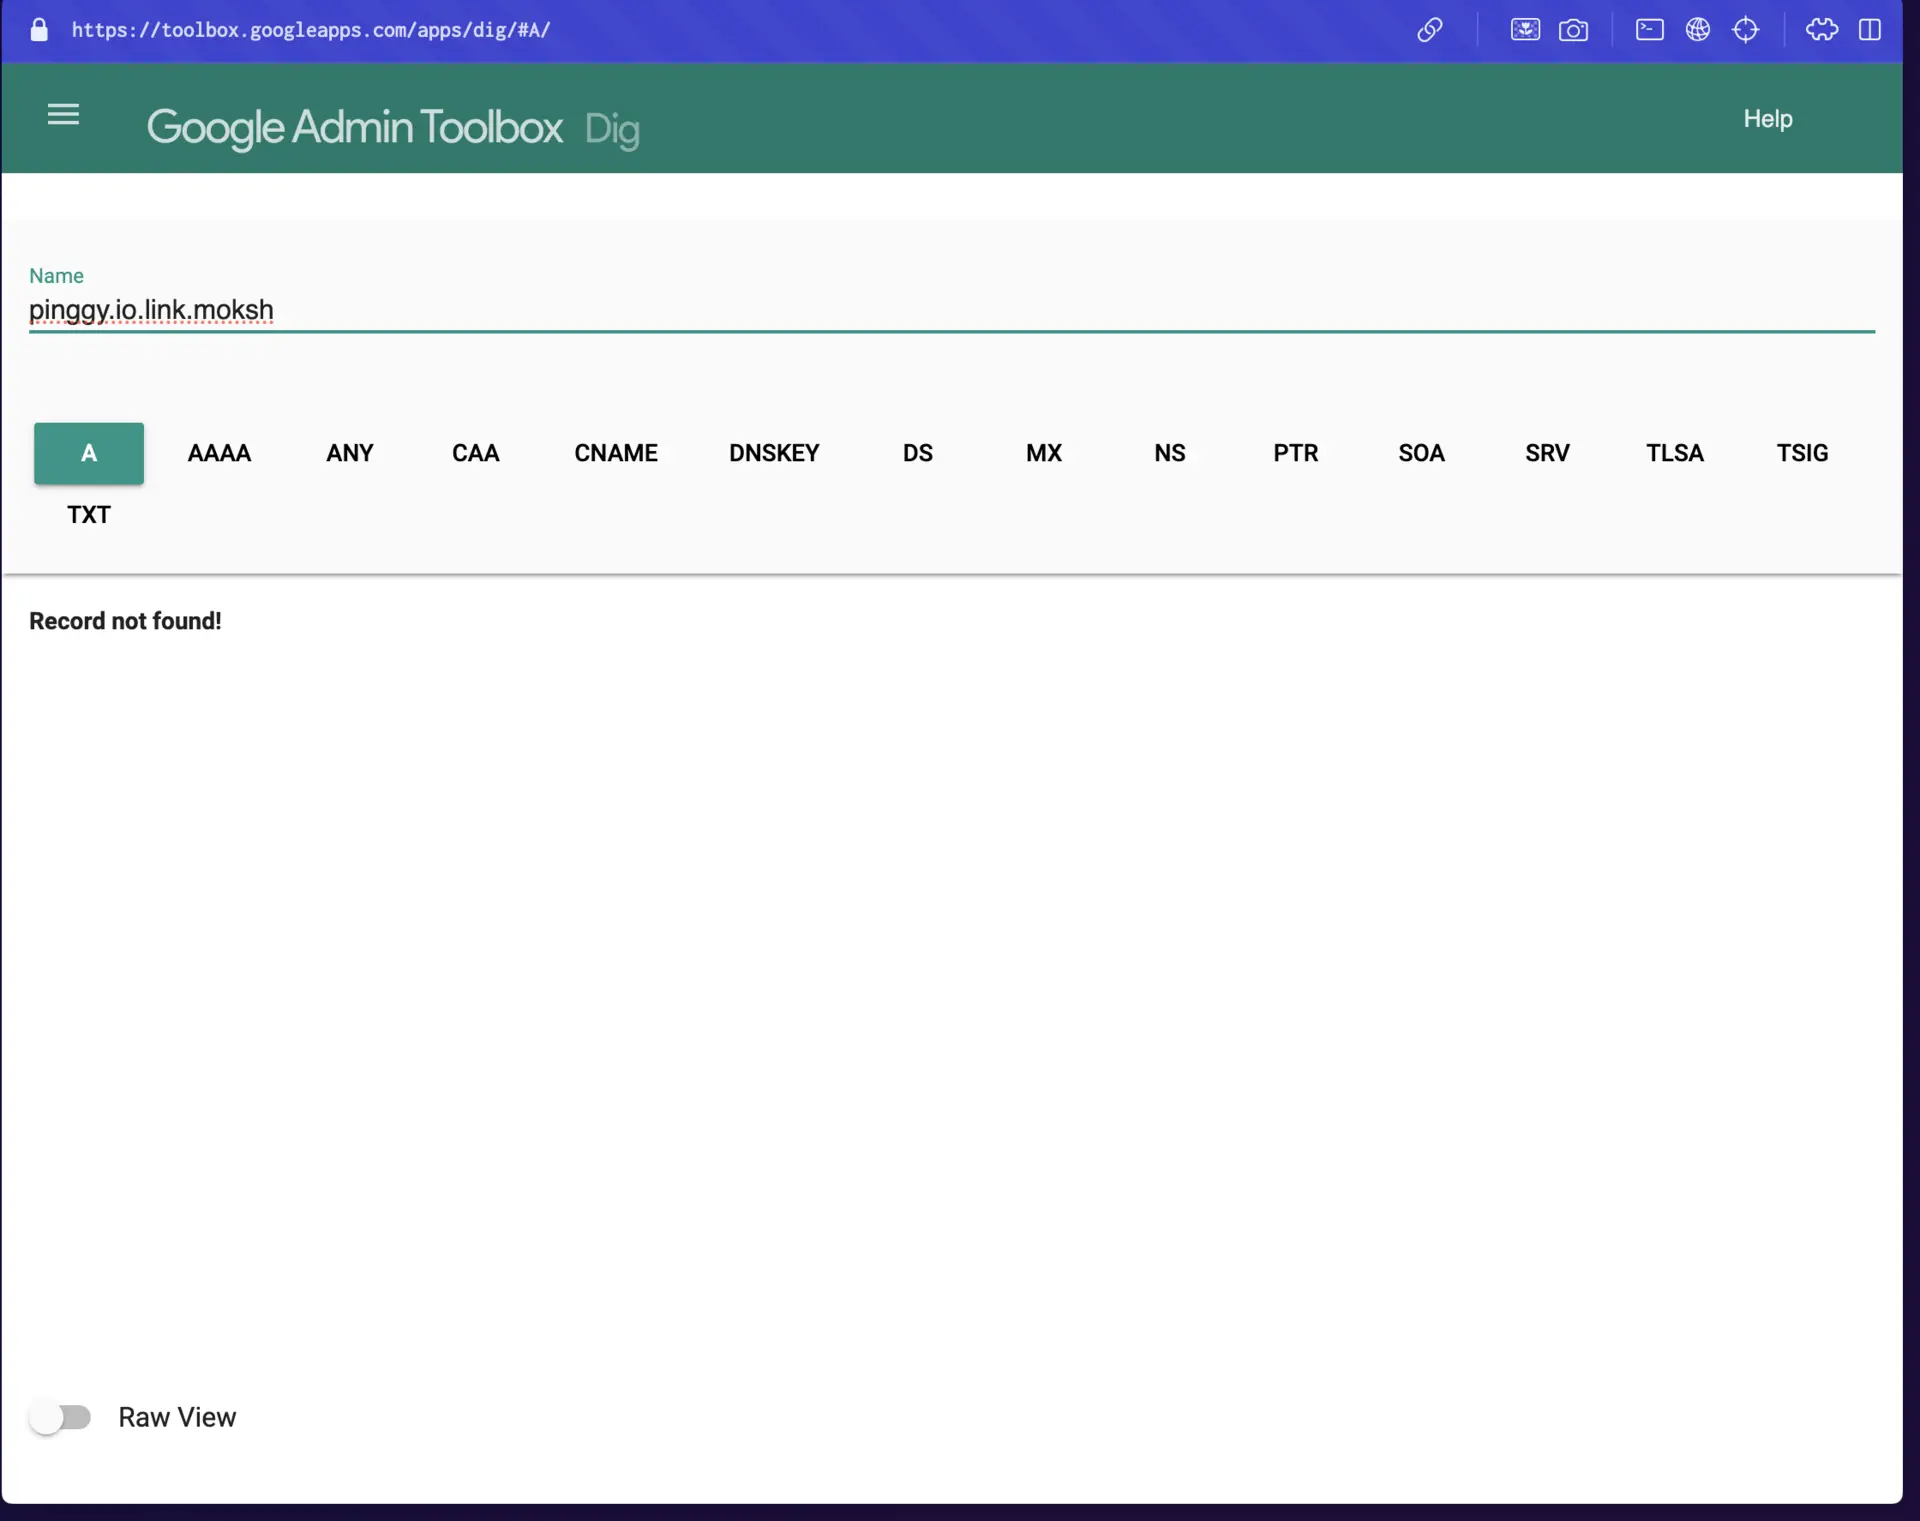 https://toolbox.googleapps.com/apps/dig/#A/
Google Admin Toolbox Dig
Help
Name
pinggy.io.link.moksh
A AAAA ANY CAA CNAME DNSKEY DS MX NS PTR SOA SRV TLSA TSIG
TXT
Record not found!
Raw View